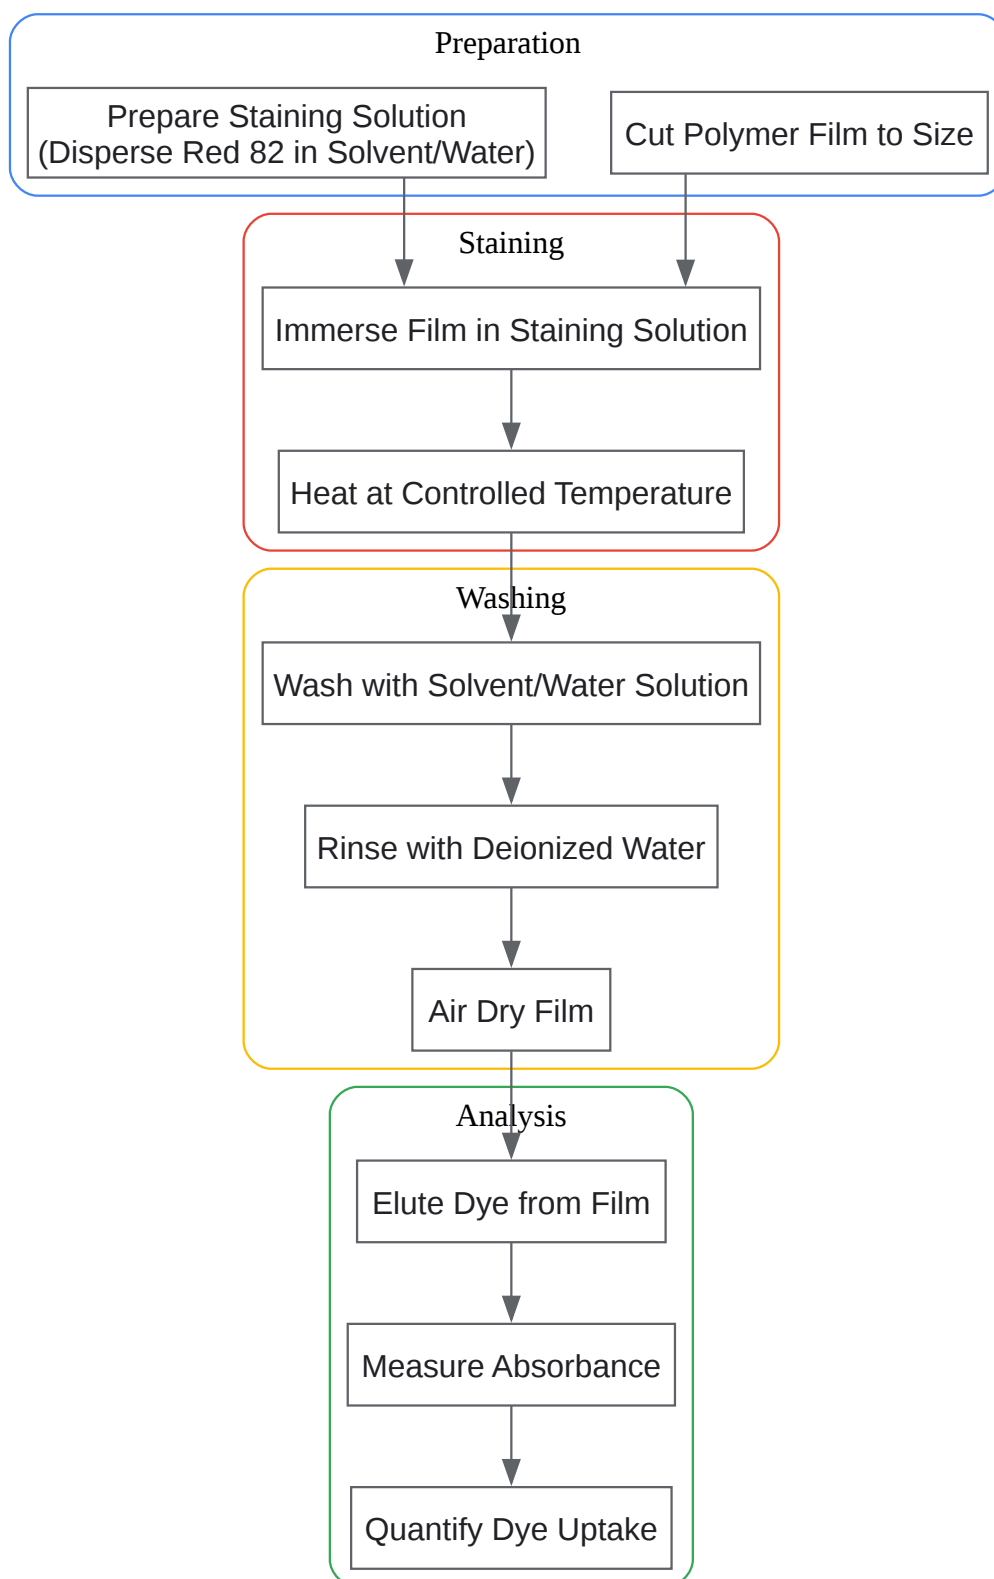 Preparation
Prepare Staining Solution
(Disperse Red 82 in Solvent/Water)
Cut Polymer Film to Size
Staining
Immerse Film in Staining Solution
Heat at Controlled Temperature
Washing
Wash with Solvent/Water Solution
Rinse with Deionized Water
Air Dry Film
Analysis
Elute Dye from Film
Measure Absorbance
Quantify Dye Uptake